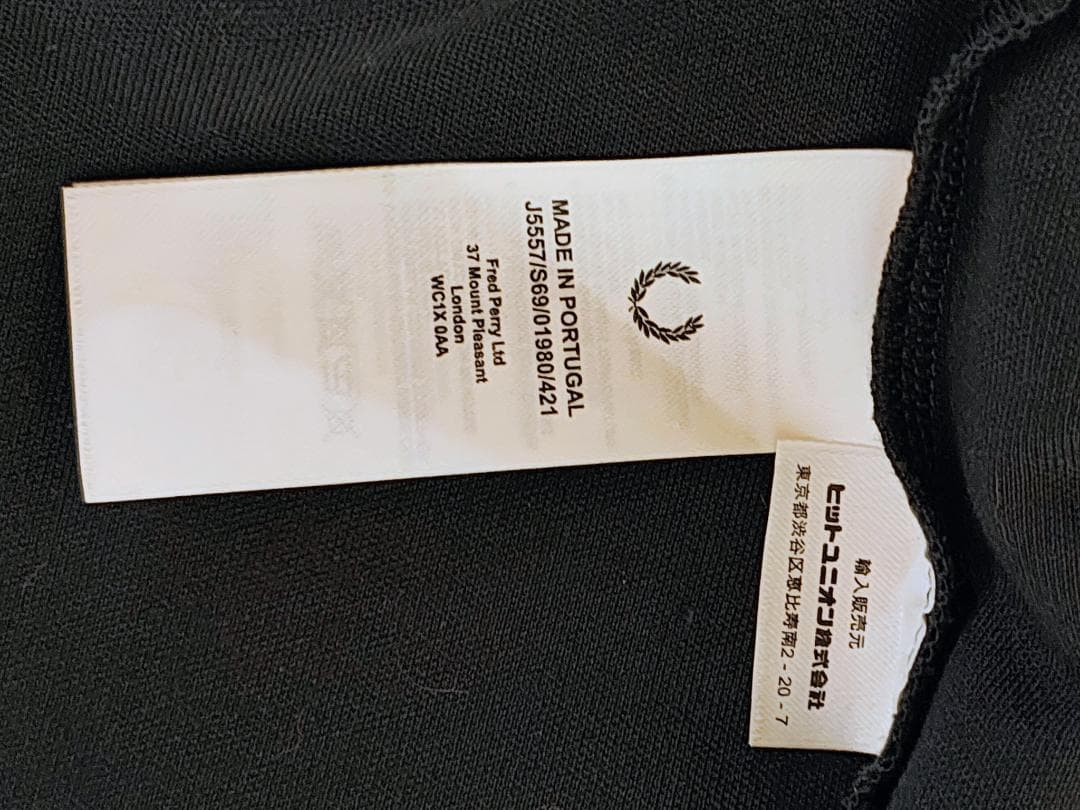 MADE IN PORTUGAL
J5557/S69/01980/421
Fred Perry Ltd
37 Mount Pleasant
London
WC1X 0AA
輸入販売元
ヒットユニオン株式会社
東京都渋谷区恵比寿南2-20-7